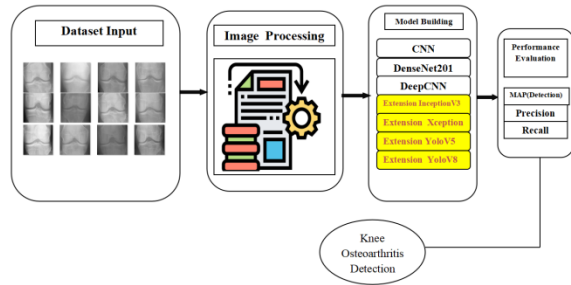 Dataset Input
Image Processing
Model Building
CNN
DenseNet201
DeepCNN
Extension InceptionV3
Extension Xception
Extension YoloV5
Extension YoloV8
Performance
Evaluation
MAP(Detection)
Precision
Recall
Knee
Osteoarthritis
Detection